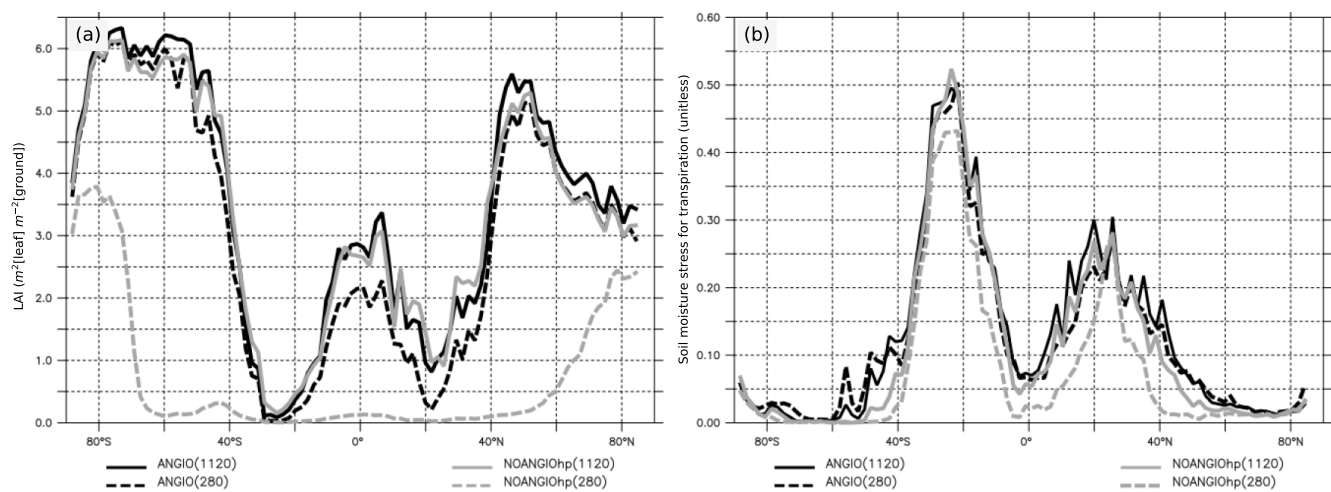 (a)
6.0
5.0
4.0
3.0
2.0
1.0
0.0
LAI (m²[leaf] m⁻²[ground])
80°S 40°S 0° 40°N 80°N
ANGIO(1120) NOANGIOhp(1120)
ANGIO(280) NOANGIOhp(280)
(b)
0.60
0.50
0.40
0.30
0.20
0.10
0.00
Soil moisture stress for transpiration (unitless)
80°S 40°S 0° 40°N 80°N
ANGIO(1120) NOANGIOhp(1120)
ANGIO(280) NOANGIOhp(280)